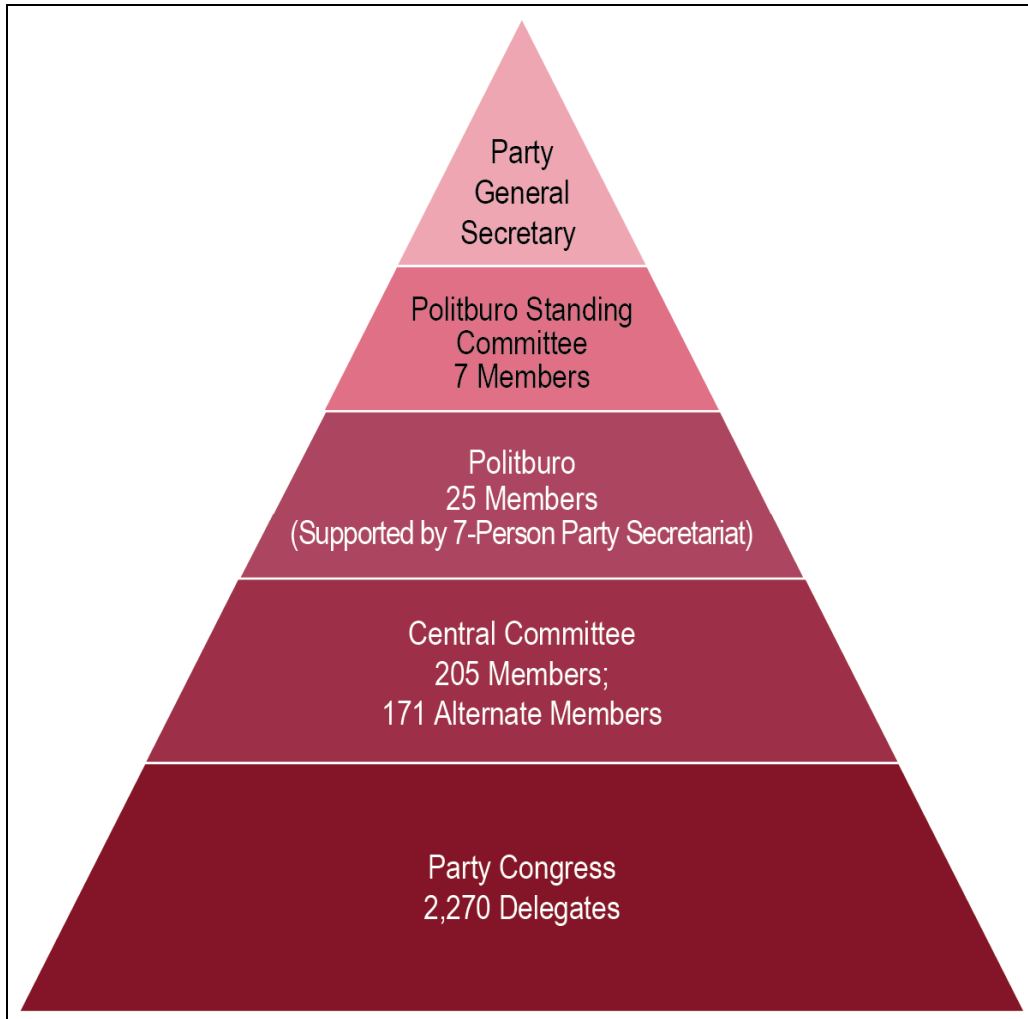 Party
General
Secretary
Politburo Standing
Committee
7 Members
Politburo
25 Members
(Supported by 7-Person Party Secretariat)
Central Committee
205 Members;
171 Alternate Members
Party Congress
2,270 Delegates